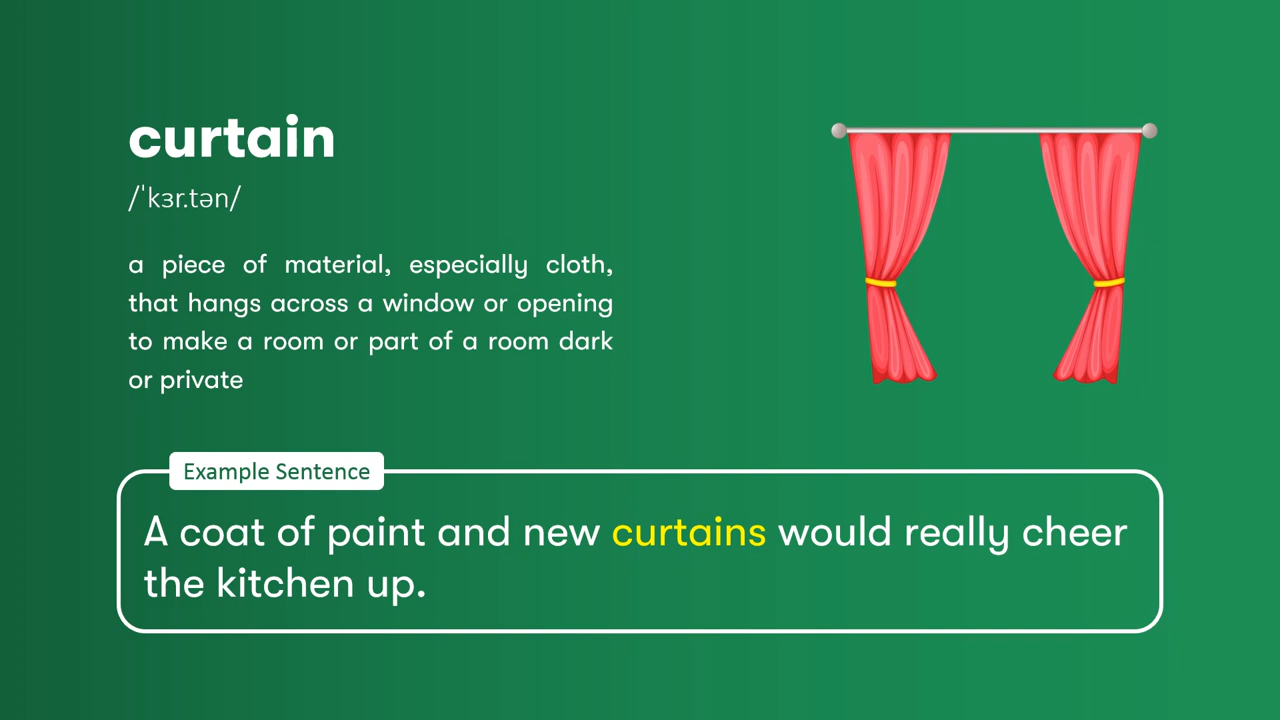 curtain
/ˈkɜr.tən/
a piece of material, especially cloth,
that hangs across a window or opening
to make a room or part of a room dark
or private
Example Sentence
A coat of paint and new curtains would really cheer
the kitchen up.